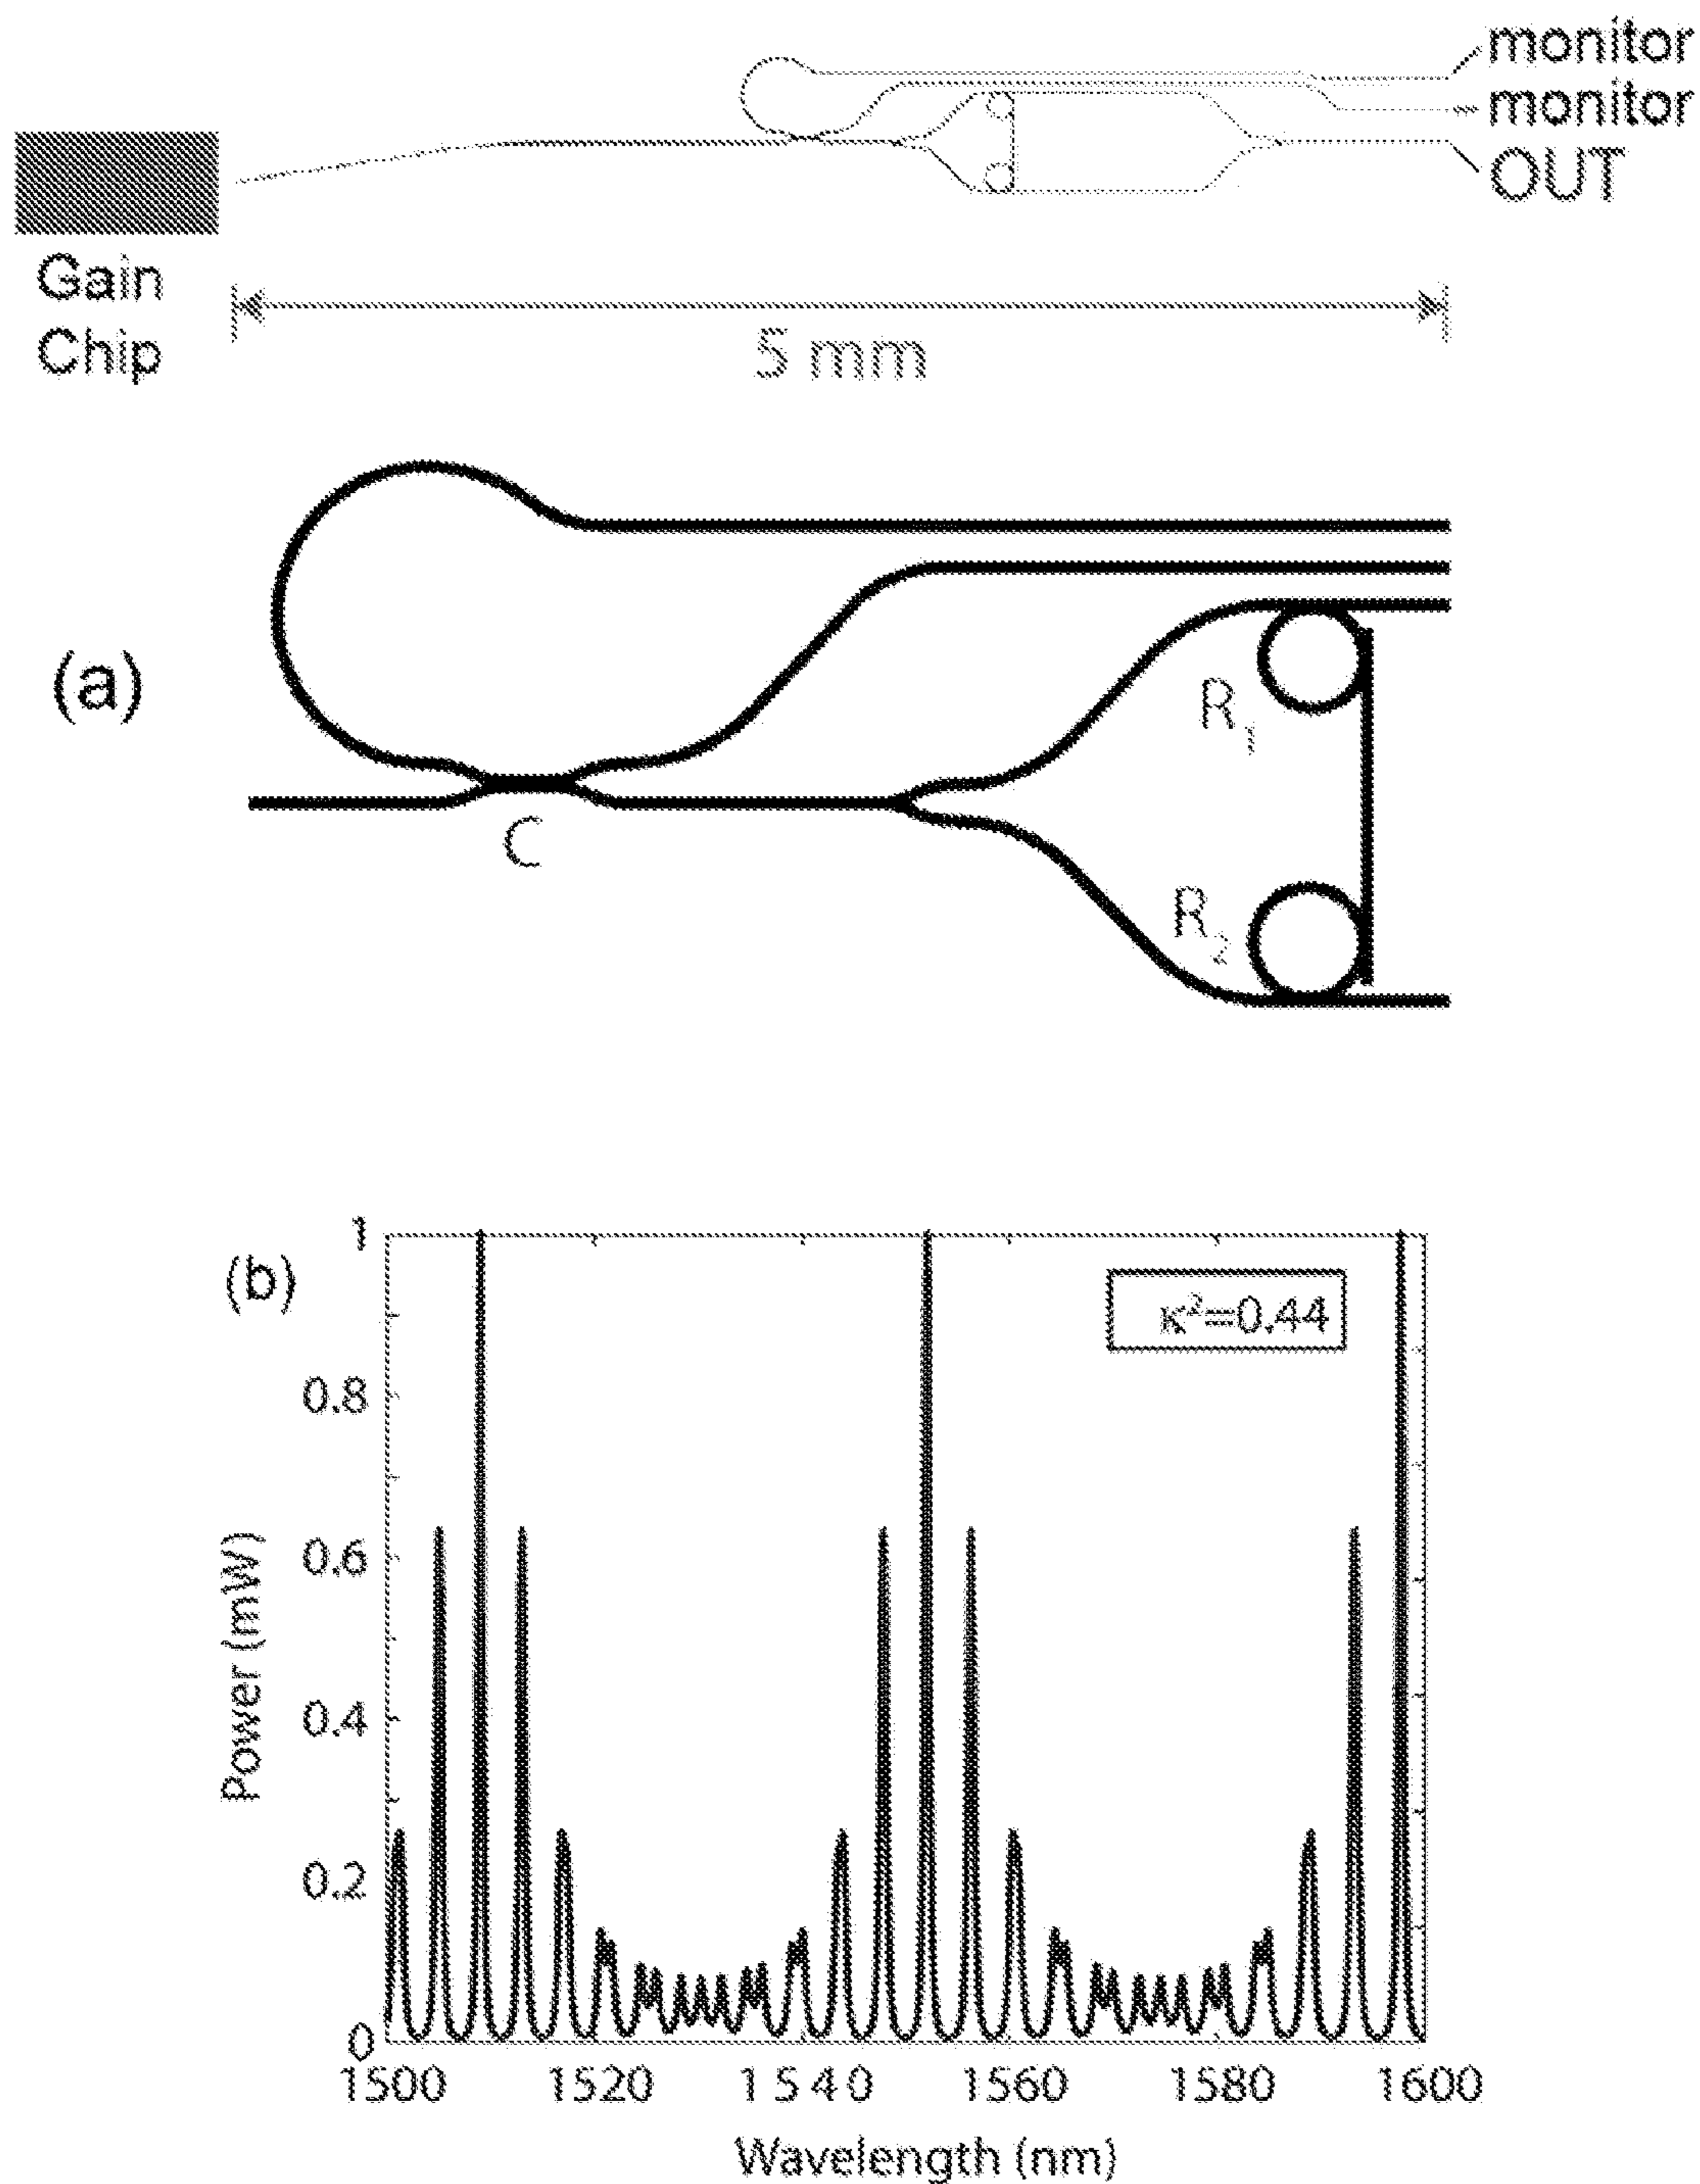 monitor
monitor
OUT
Gain
Chip
5 mm
(a)
R1
C
R2
(b)
κ²=0.44
1
0.8
0.6
0.4
0.2
0
Power (mW)
1500 1520 1540 1560 1580 1600
Wavelength (nm)